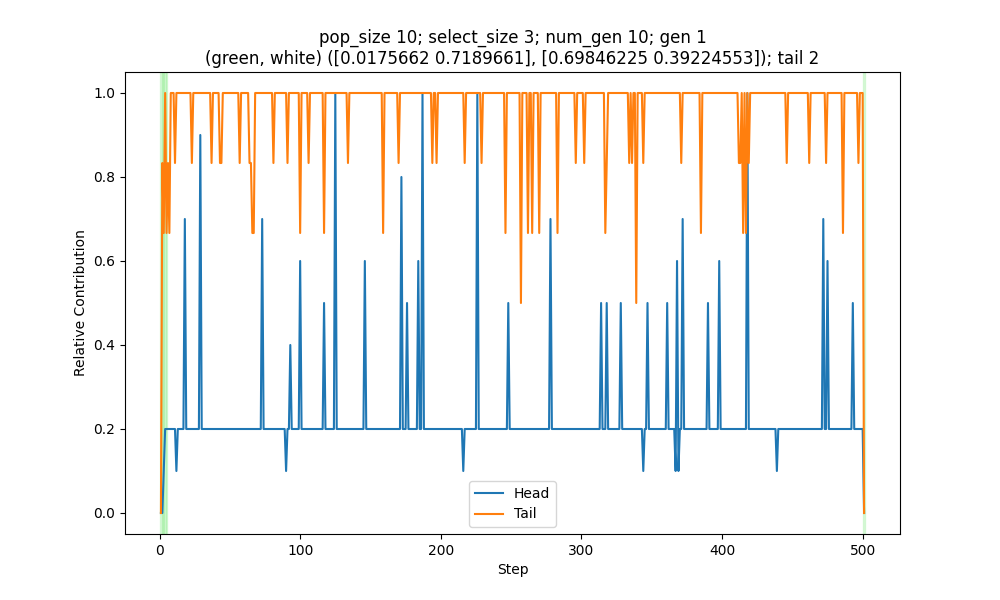 pop_size 10; select_size 3; num_gen 10; gen 1
(green, white) ([0.0175662 0.7189661], [0.69846225 0.39224553]); tail 2
1.0
0.8
0.6
0.4
0.2
0.0
Relative Contribution
Head
Tail
0
100
200
300
400
500
Step